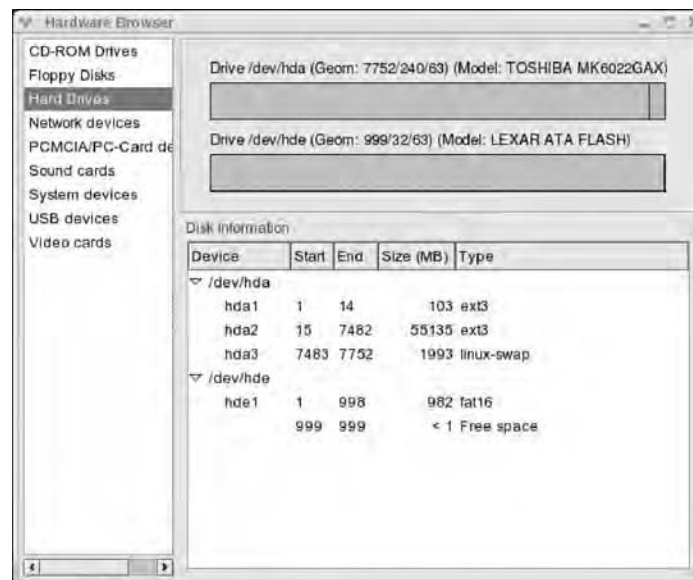 Hardware Browser
CD-ROM Drives
Floppy Disks
Hard Drives
Network devices
PCMCIA/PC-Card de
Sound cards
System devices
USB devices
Video cards
Drive /dev/hda (Geom: 7752/240/63) (Model: TOSHIBA MK6022GAX)
Drive /dev/hde (Geom: 999/32/63) (Model: LEXAR ATA FLASH)
Disk Information
Device Start End Size (MB) Type
/dev/hda
hda1 1 14 103 ext3
hda2 15 7482 55135 ext3
hda3 7483 7752 1993 linux-swap
/dev/hde
hde1 1 998 982 fat16
999 999 < 1 Free space